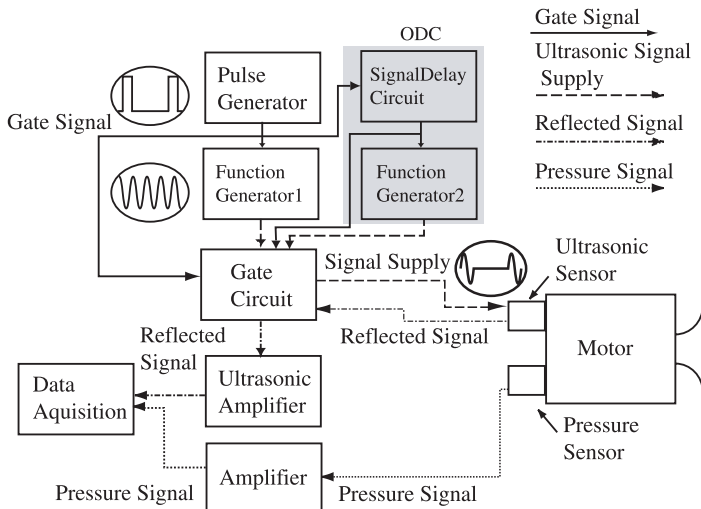 ODC
Gate Signal
Pulse
Generator
SignalDelay
Circuit
Ultrasonic Signal
Supply
Gate Signal
Reflected Signal
Function
Generator1
Function
Generator2
Pressure Signal
Gate
Circuit
Signal Supply
Ultrasonic
Sensor
Reflected
Signal
Reflected Signal
Motor
Data
Aquisition
Ultrasonic
Amplifier
Pressure
Sensor
Amplifier
Pressure Signal
Pressure Signal